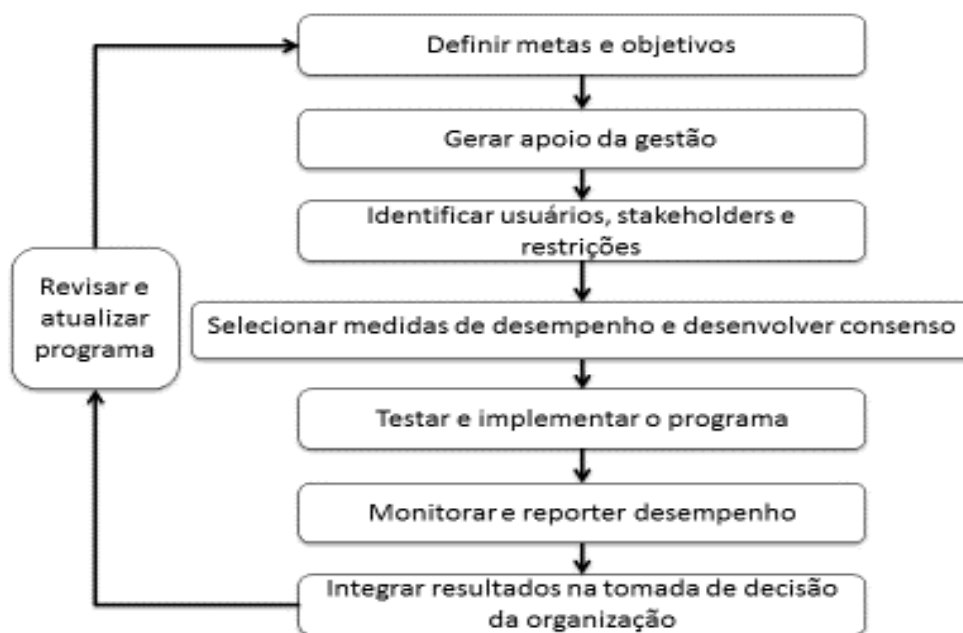 Definir metas e objetivos
Gerar apoio da gestão
Identificar usuários, stakeholders e
restrições
Revisar e
atualizar
programa
Selecionar medidas de desempenho e desenvolver consenso
Testar e implementar o programa
Monitorar e reporter desempenho
Integrar resultados na tomada de decisão
da organização